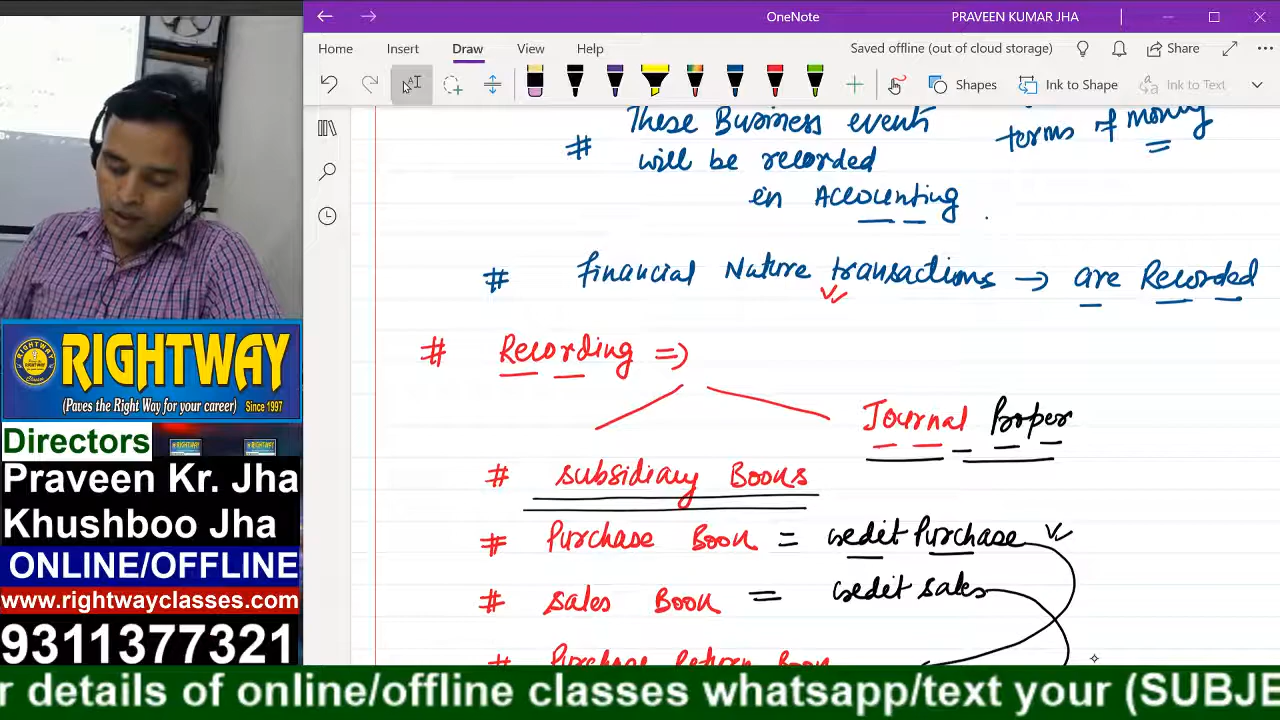 OneNote
PRAVEEN KUMAR JHA
Home Insert Draw View Help
Saved offline (out of cloud storage)
Share
Shapes
Ink to Shape
Ink to Text
# These Business events
will be recorded
in Accounting
terms of money
# financial Nature transactions → are Recorded
# Recording =>
Journal Proper
# subsidiary Books
# Purchase Book = credit Purchase
# sales Book = credit sales
# Purchase Return Book
RIGHTWAY
(Paves the Right Way for your career) Since 1997
Directors
Praveen Kr. Jha
Khushboo Jha
ONLINE/OFFLINE
www.rightwayclasses.com
9311377321
r details of online/offline classes whatsapp/text your (SUBJE